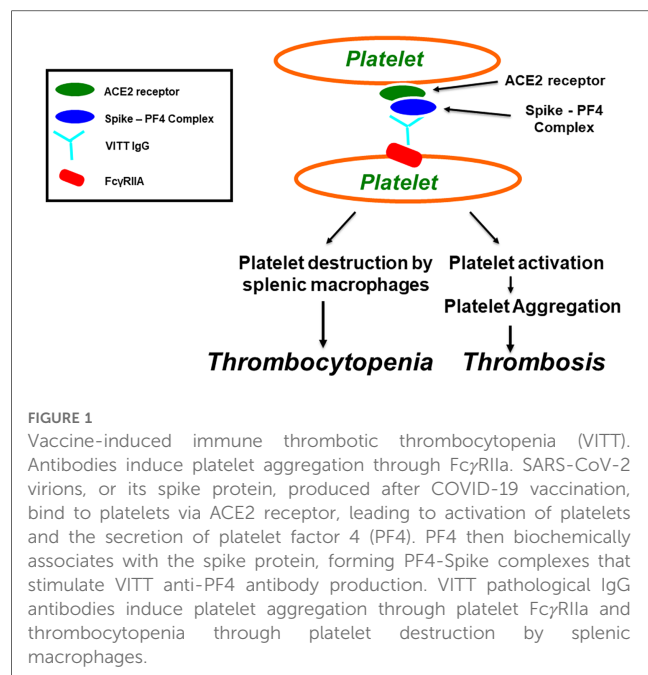 Platelet
ACE2 receptor
Spike - PF4
Complex
ACE2 receptor
Spike – PF4 Complex
VITT IgG
FcγRIIA
Platelet
Platelet destruction by
splenic macrophages
Thrombocytopenia
Platelet activation
Platelet Aggregation
Thrombosis
FIGURE 1
Vaccine-induced immune thrombotic thrombocytopenia (VITT).
Antibodies induce platelet aggregation through FcγRIIa. SARS-CoV-2
virions, or its spike protein, produced after COVID-19 vaccination,
bind to platelets via ACE2 receptor, leading to activation of platelets
and the secretion of platelet factor 4 (PF4). PF4 then biochemically
associates with the spike protein, forming PF4-Spike complexes that
stimulate VITT anti-PF4 antibody production. VITT pathological IgG
antibodies induce platelet aggregation through platelet FcγRIIa and
thrombocytopenia through platelet destruction by splenic
macrophages.